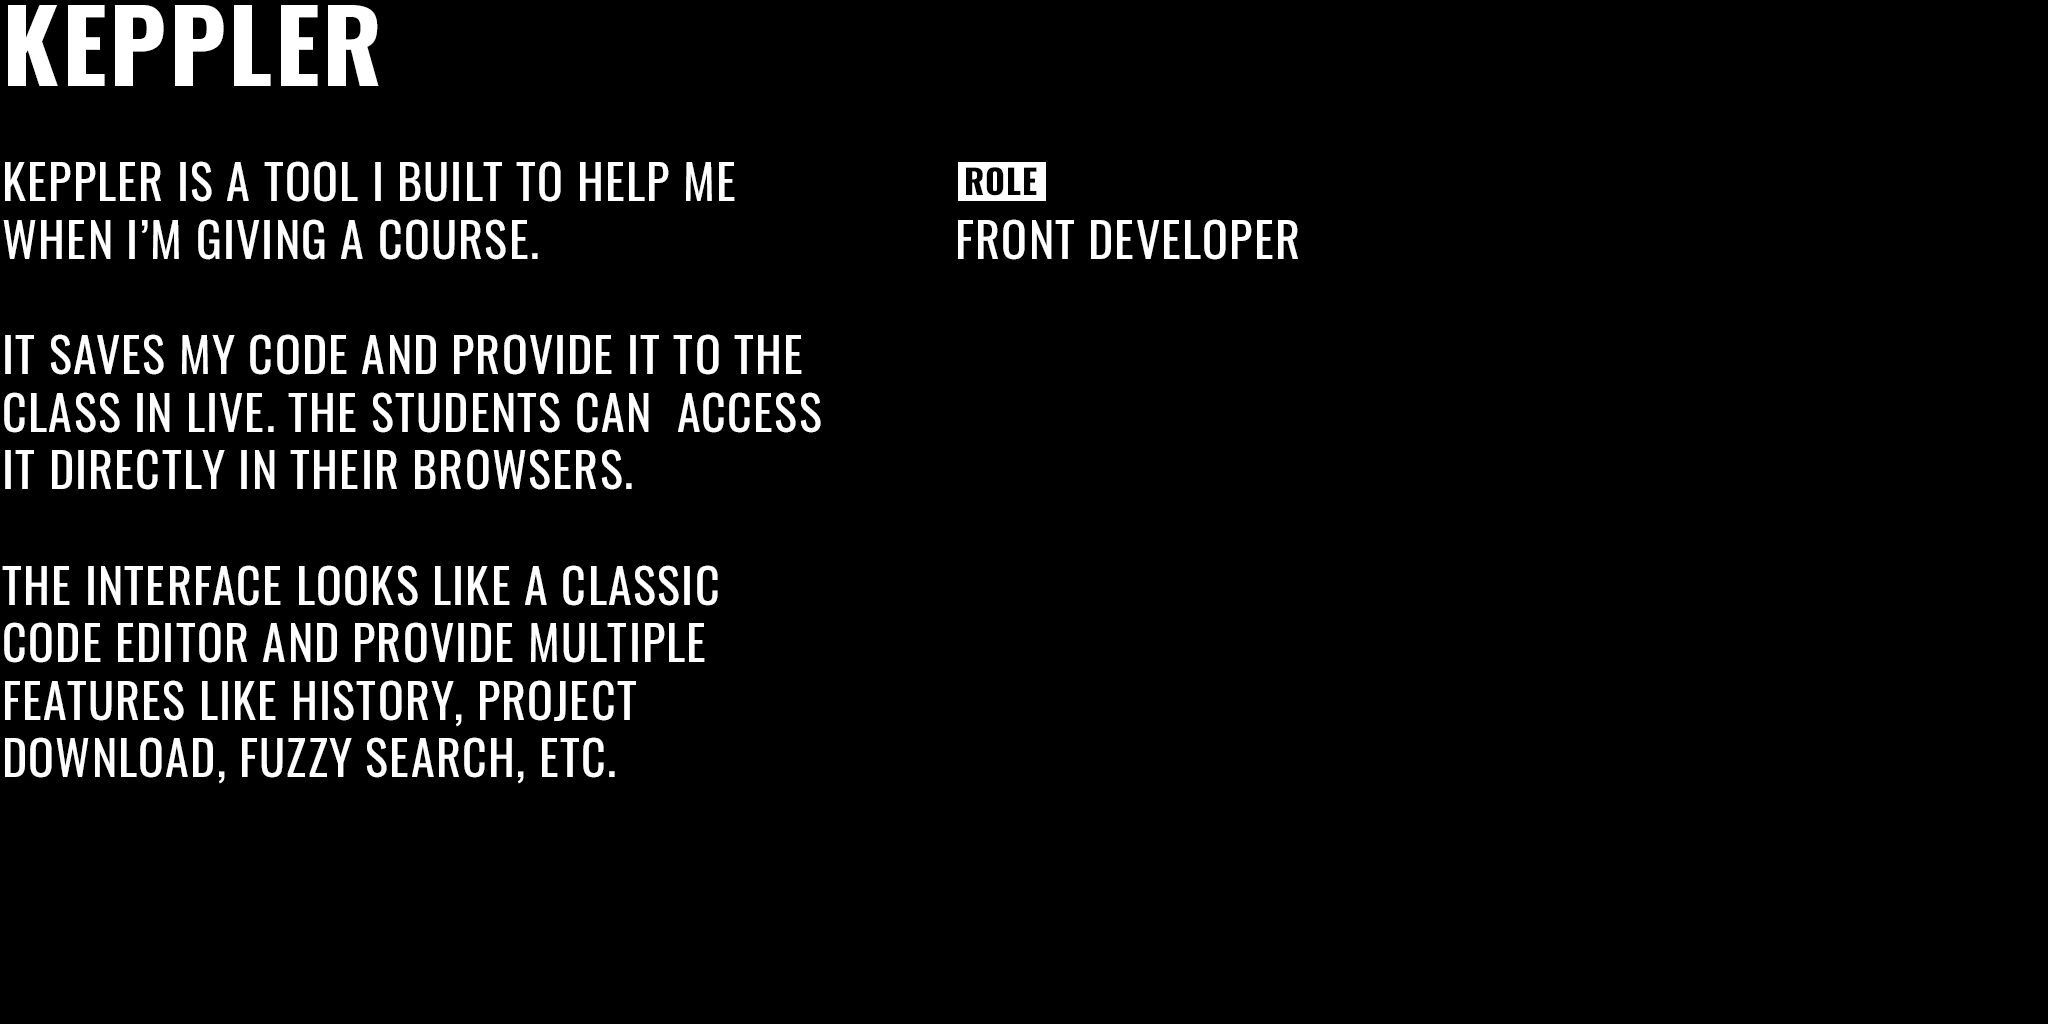 KEPPLER
KEPPLER IS A TOOL I BUILT TO HELP ME
WHEN I’M GIVING A COURSE.
IT SAVES MY CODE AND PROVIDE IT TO THE
CLASS IN LIVE. THE STUDENTS CAN  ACCESS
IT DIRECTLY IN THEIR BROWSERS.
THE INTERFACE LOOKS LIKE A CLASSIC
CODE EDITOR AND PROVIDE MULTIPLE
FEATURES LIKE HISTORY, PROJECT
DOWNLOAD, FUZZY SEARCH, ETC.
ROLE
FRONT DEVELOPER